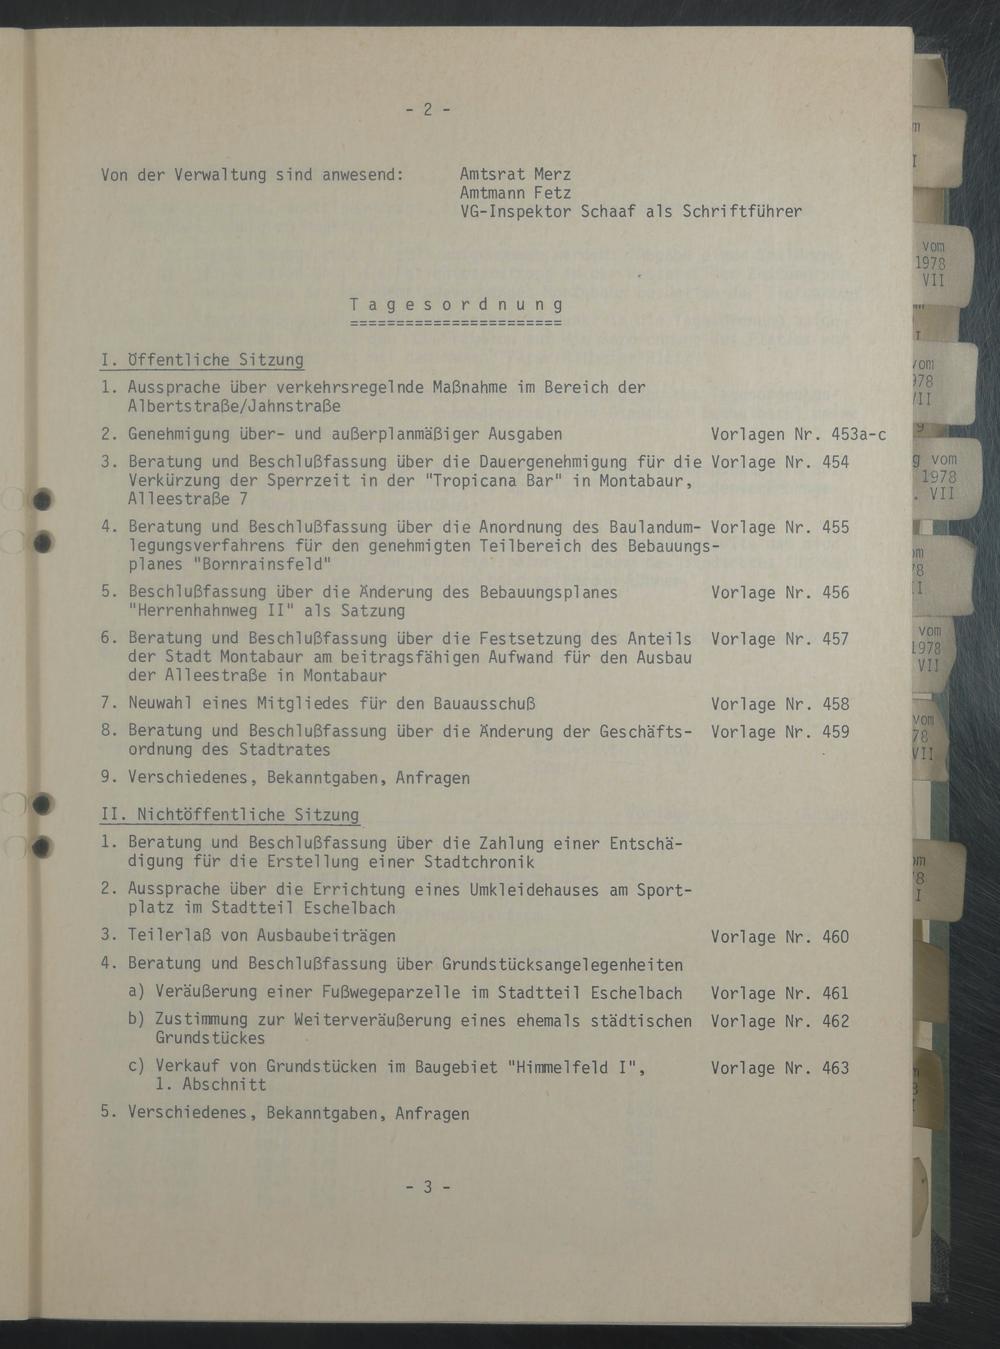 - 2 -
Von der Verwaltung sind anwesend: Amtsrat Merz
Amtmann Fetz
VG-Inspektor Schaaf als Schriftführer
T a g e s o r d n u n g
=======================
I. Öffentliche Sitzung
1. Aussprache über verkehrsregelnde Maßnahme im Bereich der
Albertstraße/Jahnstraße
2. Genehmigung über- und außerplanmäßiger Ausgaben Vorlagen Nr. 453a-c
3. Beratung und Beschlußfassung über die Dauergenehmigung für die Vorlage Nr. 454
Verkürzung der Sperrzeit in der "Tropicana Bar" in Montabaur,
Alleestraße 7
4. Beratung und Beschlußfassung über die Anordnung des Baulandum- Vorlage Nr. 455
legungsverfahrens für den genehmigten Teilbereich des Bebauungs-
planes "Bornrainsfeld"
5. Beschlußfassung über die Änderung des Bebauungsplanes Vorlage Nr. 456
"Herrenhahnweg II" als Satzung
6. Beratung und Beschlußfassung über die Festsetzung des Anteils Vorlage Nr. 457
der Stadt Montabaur am beitragsfähigen Aufwand für den Ausbau
der Alleestraße in Montabaur
7. Neuwahl eines Mitgliedes für den Bauausschuß Vorlage Nr. 458
8. Beratung und Beschlußfassung über die Änderung der Geschäfts- Vorlage Nr. 459
ordnung des Stadtrates
9. Verschiedenes, Bekanntgaben, Anfragen
II. Nichtöffentliche Sitzung
1. Beratung und Beschlußfassung über die Zahlung einer Entschä-
digung für die Erstellung einer Stadtchronik
2. Aussprache über die Errichtung eines Umkleidehauses am Sport-
platz im Stadtteil Eschelbach
3. Teilerlaß von Ausbaubeiträgen Vorlage Nr. 460
4. Beratung und Beschlußfassung über Grundstücksangelegenheiten
a) Veräußerung einer Fußwegeparzelle im Stadtteil Eschelbach Vorlage Nr. 461
b) Zustimmung zur Weiterveräußerung eines ehemals städtischen Vorlage Nr. 462
Grundstückes
c) Verkauf von Grundstücken im Baugebiet "Himmelfeld I", Vorlage Nr. 463
1. Abschnitt
5. Verschiedenes, Bekanntgaben, Anfragen
- 3 -
vom
1978
VII
vom
978
VII
g vom
1978
. VII
vom
1978
VII
vom
78
VII